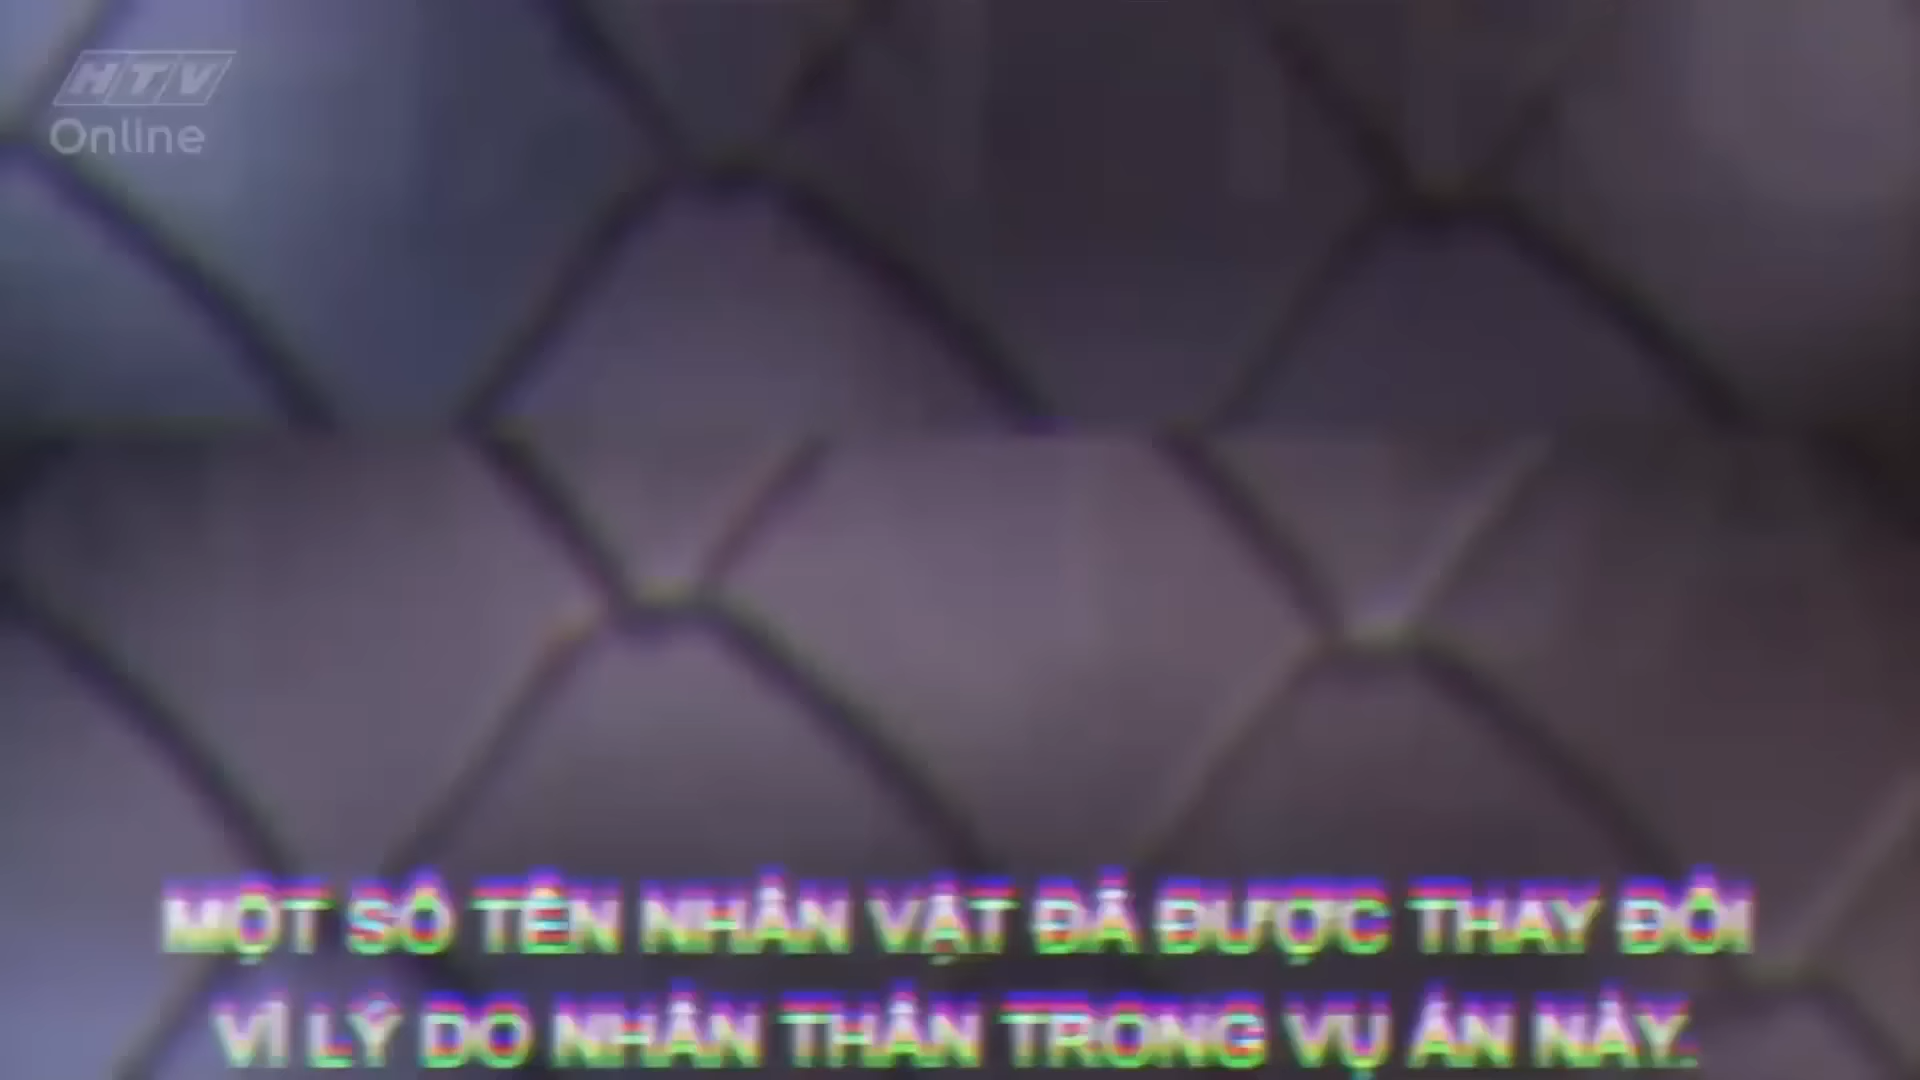 HTV
Online
MỘT SỐ TÊN NHÂN VẬT ĐÃ ĐƯỢC THAY ĐỔI
VÌ LÝ DO NHÂN THÂN TRONG VỤ ÁN NÀY.